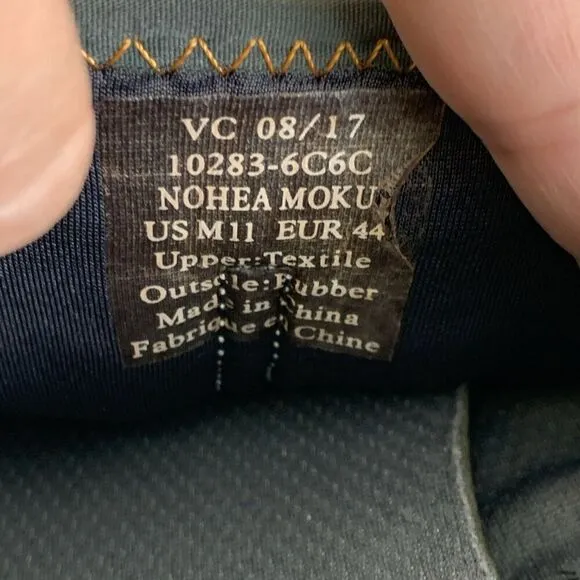 VC 08/17
10283-6C6C
NOHEA MOKU
US M11 EUR 44
Upper:Textile
Outsole:Rubber
Made in China
Fabriqué Chine